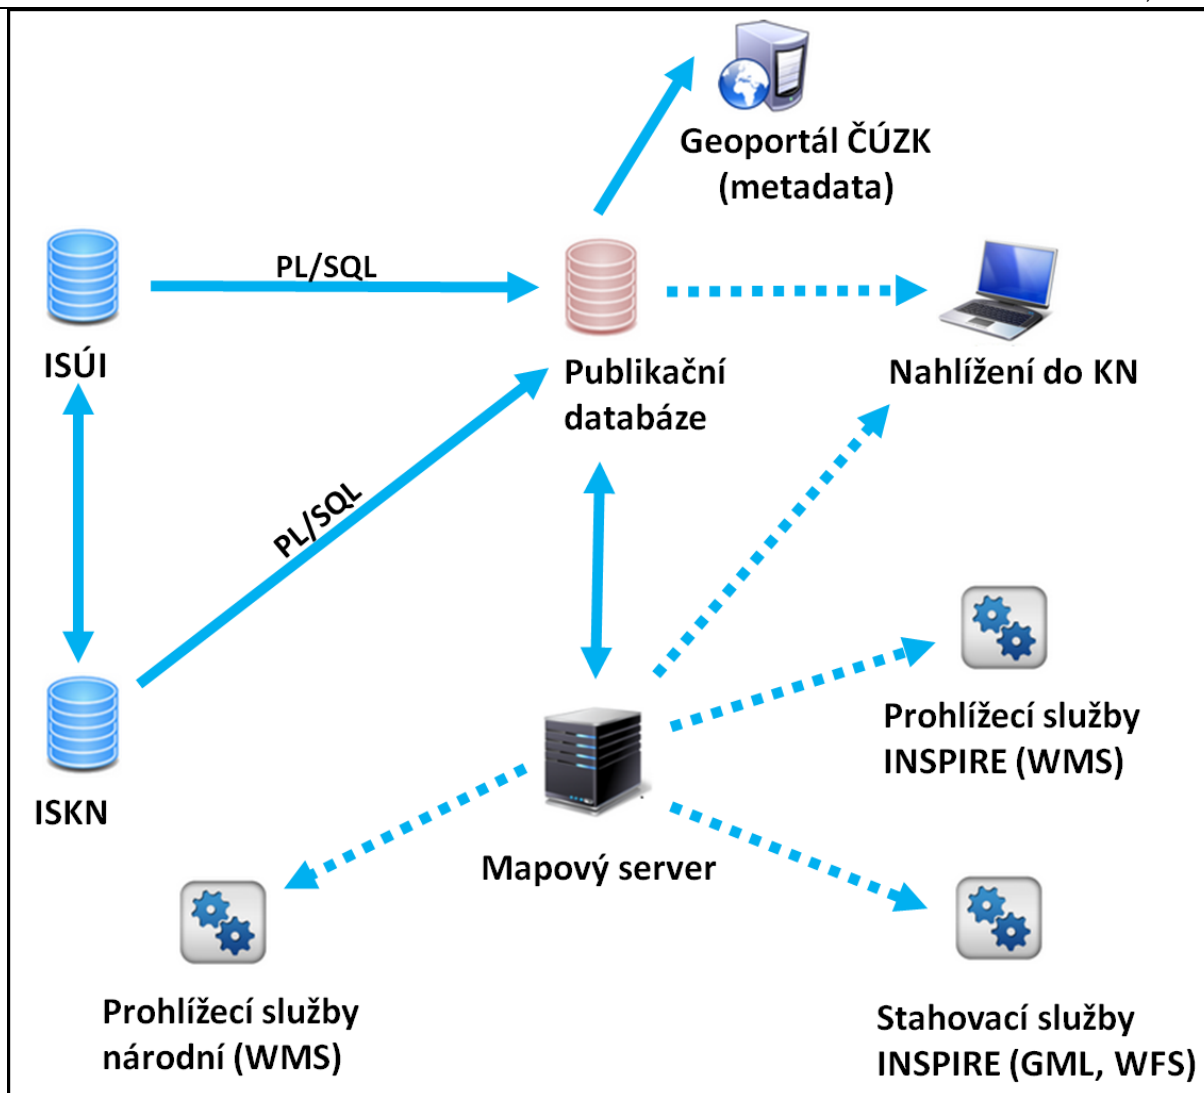 Geoportál ČÚZK
(metadata)
PL/SQL
ISÚI
Publikační
databáze
Nahlížení do KN
PL/SQL
Prohlížecí služby
INSPIRE (WMS)
ISKN
Mapový server
Prohlížecí služby
národní (WMS)
Stahovací služby
INSPIRE (GML, WFS)